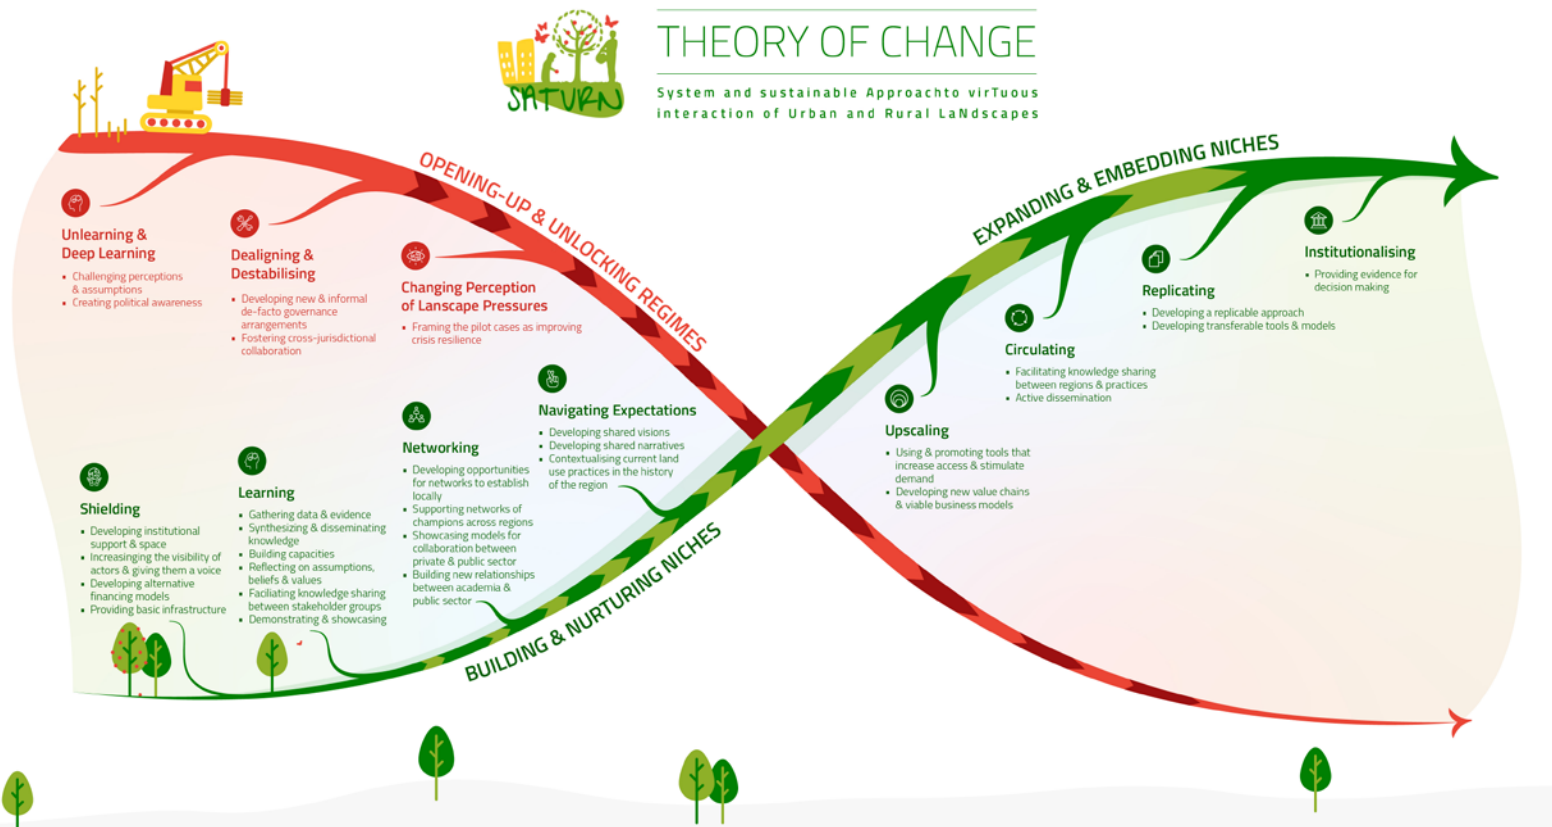 SATURN
THEORY OF CHANGE
System and sustainable Approachto virTuous
interaction of Urban and Rural LaNdscapes
OPENING-UP & UNLOCKING REGIMES
Unlearning &
Deep Learning
▪ Challenging perceptions
& assumptions
▪ Creating political awareness
Dealigning &
Destabilising
▪ Developing new & informal
de-facto governance
arrangements
▪ Fostering cross-jurisdictional
collaboration
Changing Perception
of Lanscape Pressures
▪ Framing the pilot cases as improving
crisis resilience
BUILDING & NURTURING NICHES
Shielding
▪ Developing institutional
support & space
▪ Increasinging the visibility of
actors & giving them a voice
▪ Developing alternative
financing models
▪ Providing basic infrastructure
Learning
▪ Gathering data & evidence
▪ Synthesizing & disseminating
knowledge
▪ Building capacities
▪ Reflecting on assumptions,
beliefs & values
▪ Faciliating knowledge sharing
between stakeholder groups
▪ Demonstrating & showcasing
Networking
▪ Developing opportunities
for networks to establish
locally
▪ Supporting networks of
champions across regions
▪ Showcasing models for
collaboration between
private & public sector
▪ Building new relationships
between academia &
public sector
Navigating Expectations
▪ Developing shared visions
▪ Developing shared narratives
▪ Contextualising current land
use practices in the history
of the region
EXPANDING & EMBEDDING NICHES
Upscaling
▪ Using & promoting tools that
increase access & stimulate
demand
▪ Developing new value chains
& viable business models
Circulating
▪ Facilitating knowledge sharing
between regions & practices
▪ Active dissemination
Replicating
▪ Developing a replicable approach
▪ Developing transferable tools & models
Institutionalising
▪ Providing evidence for
decision making